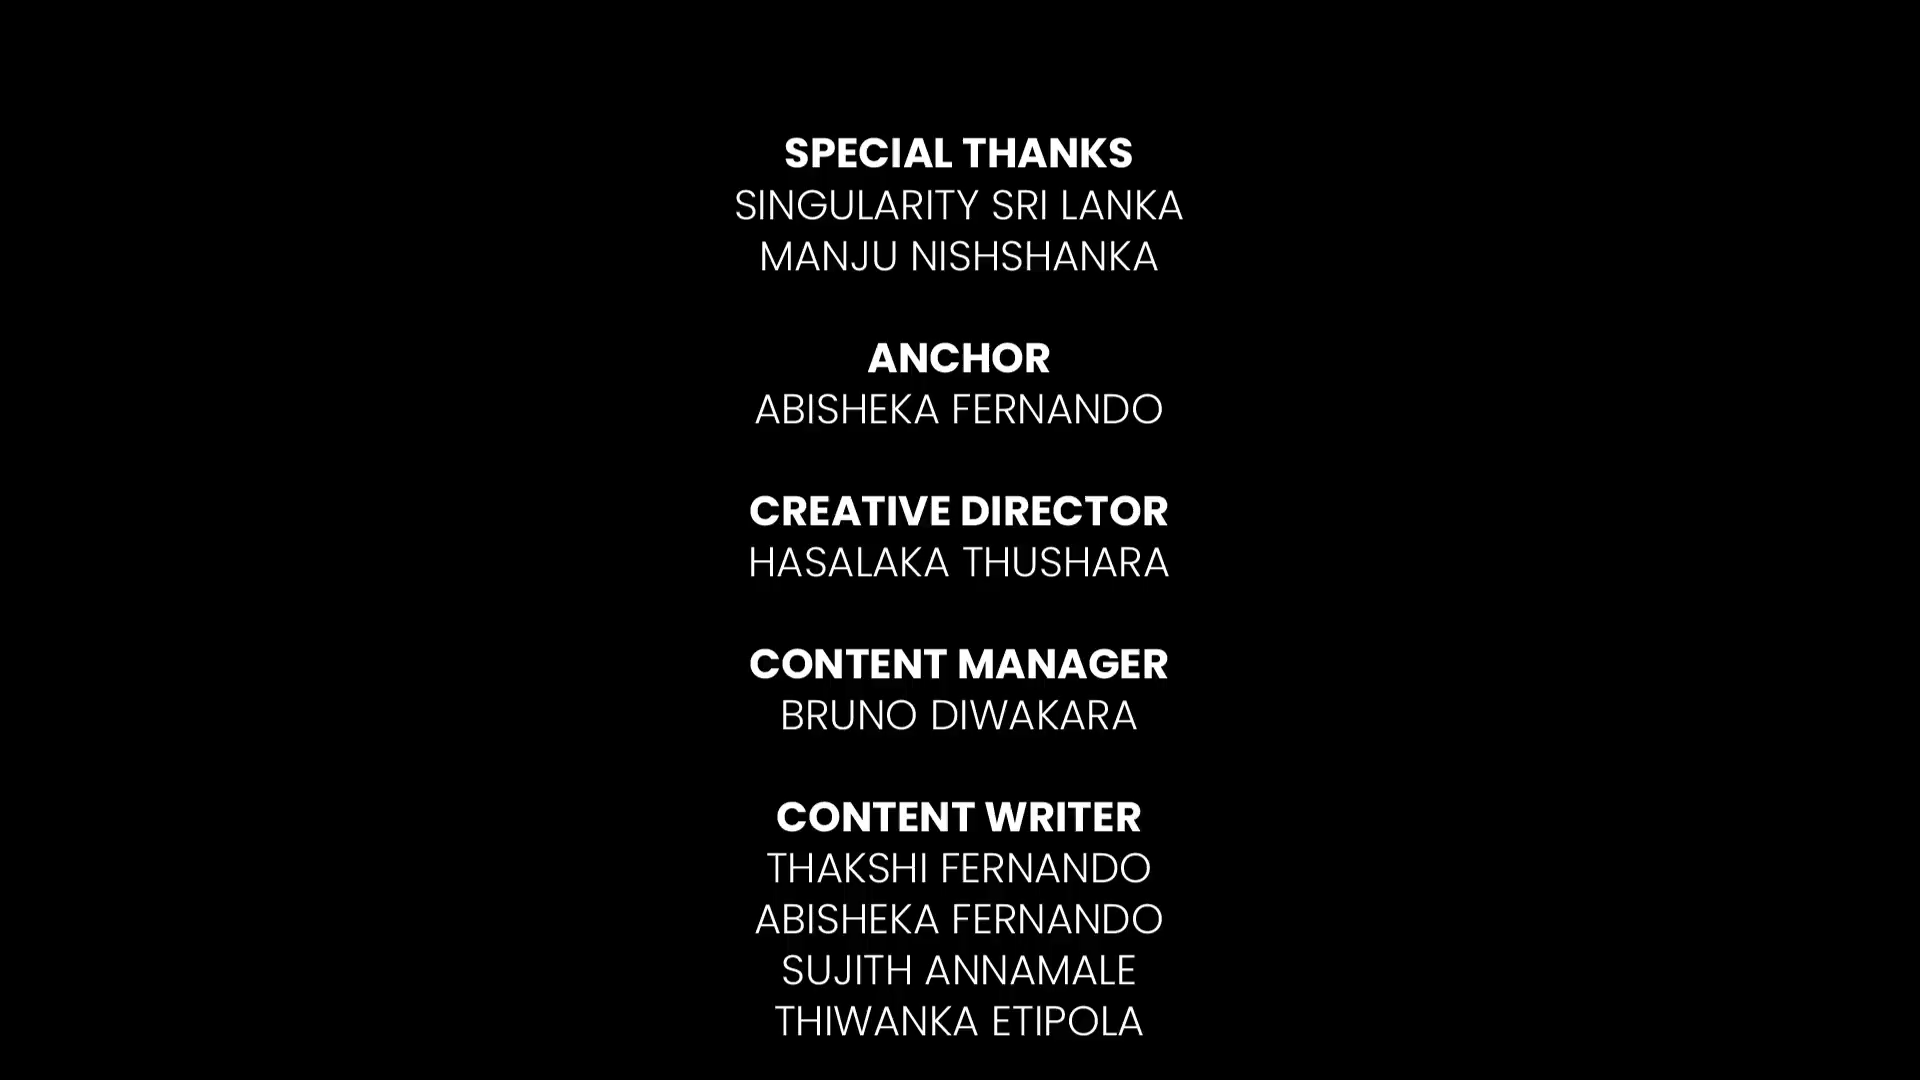 SPECIAL THANKS
SINGULARITY SRI LANKA
MANJU NISHSHANKA
ANCHOR
ABISHEKA FERNANDO
CREATIVE DIRECTOR
HASALAKA THUSHARA
CONTENT MANAGER
BRUNO DIWAKARA
CONTENT WRITER
THAKSHI FERNANDO
ABISHEKA FERNANDO
SUJITH ANNAMALE
THIWANKA ETIPOLA